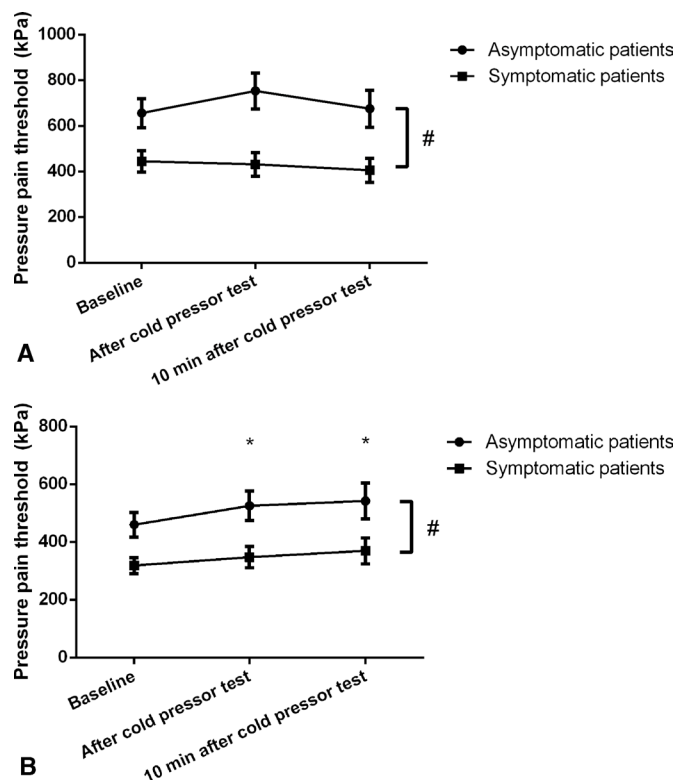 Pressure pain threshold (kPa)
1000
800
600
400
200
0
Asymptomatic patients
Symptomatic patients
#
Baseline
After cold pressor test
10 min after cold pressor test
A
Pressure pain threshold (kPa)
800
600
400
200
0
* *
Asymptomatic patients
Symptomatic patients
#
Baseline
After cold pressor test
10 min after cold pressor test
B